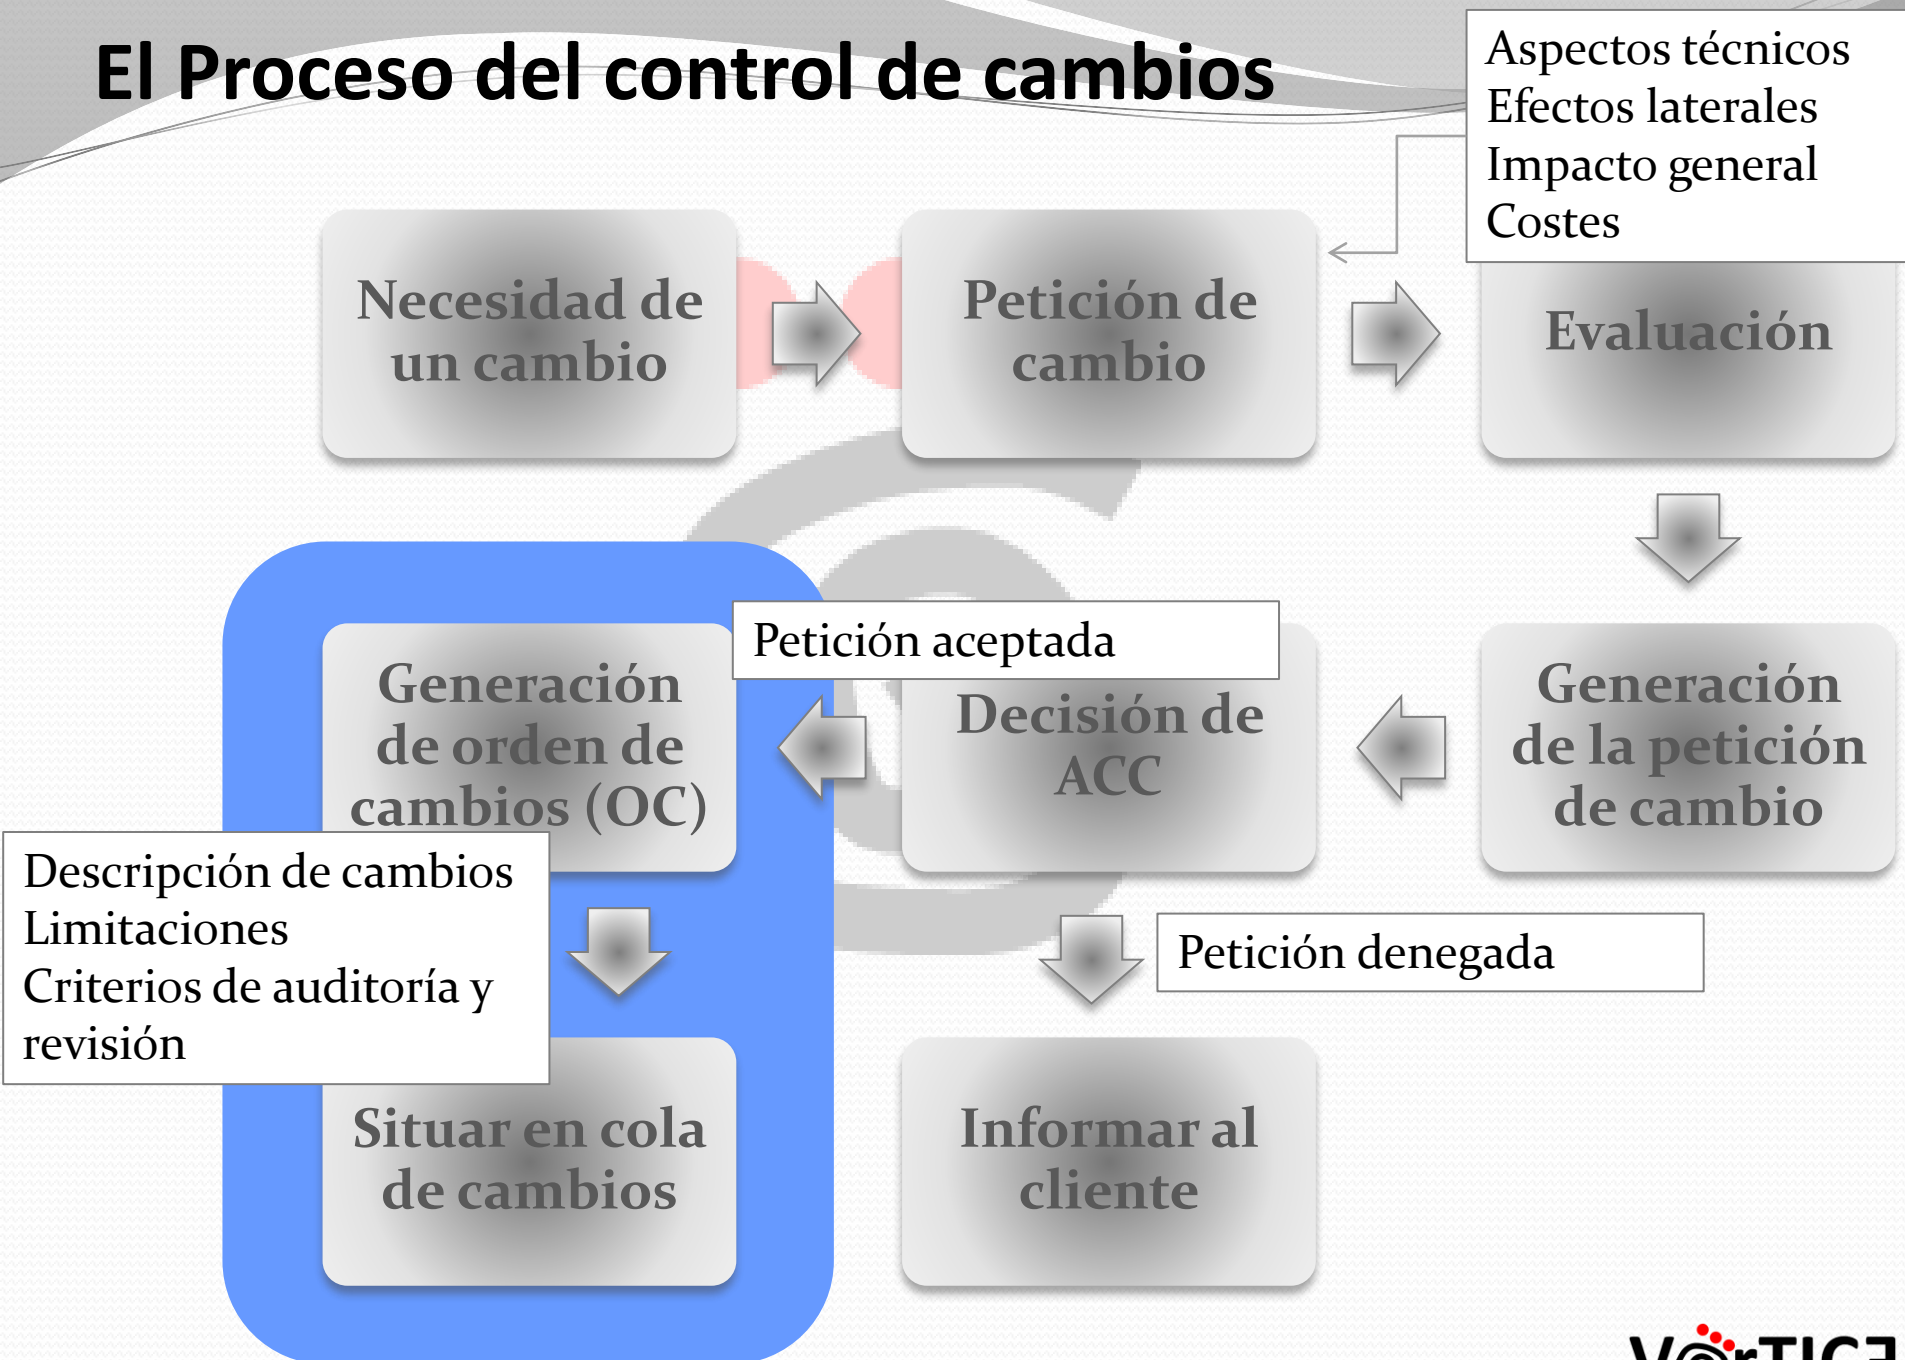 El Proceso del control de cambios
Aspectos técnicos
Efectos laterales
Impacto general
Costes
Necesidad de
un cambio
Petición de
cambio
Evaluación
Generación
de la petición
de cambio
Petición aceptada
Decisión de
ACC
Generación
de orden de
cambios (OC)
Descripción de cambios
Limitaciones
Criterios de auditoría y
revisión
Petición denegada
Situar en cola
de cambios
Informar al
cliente